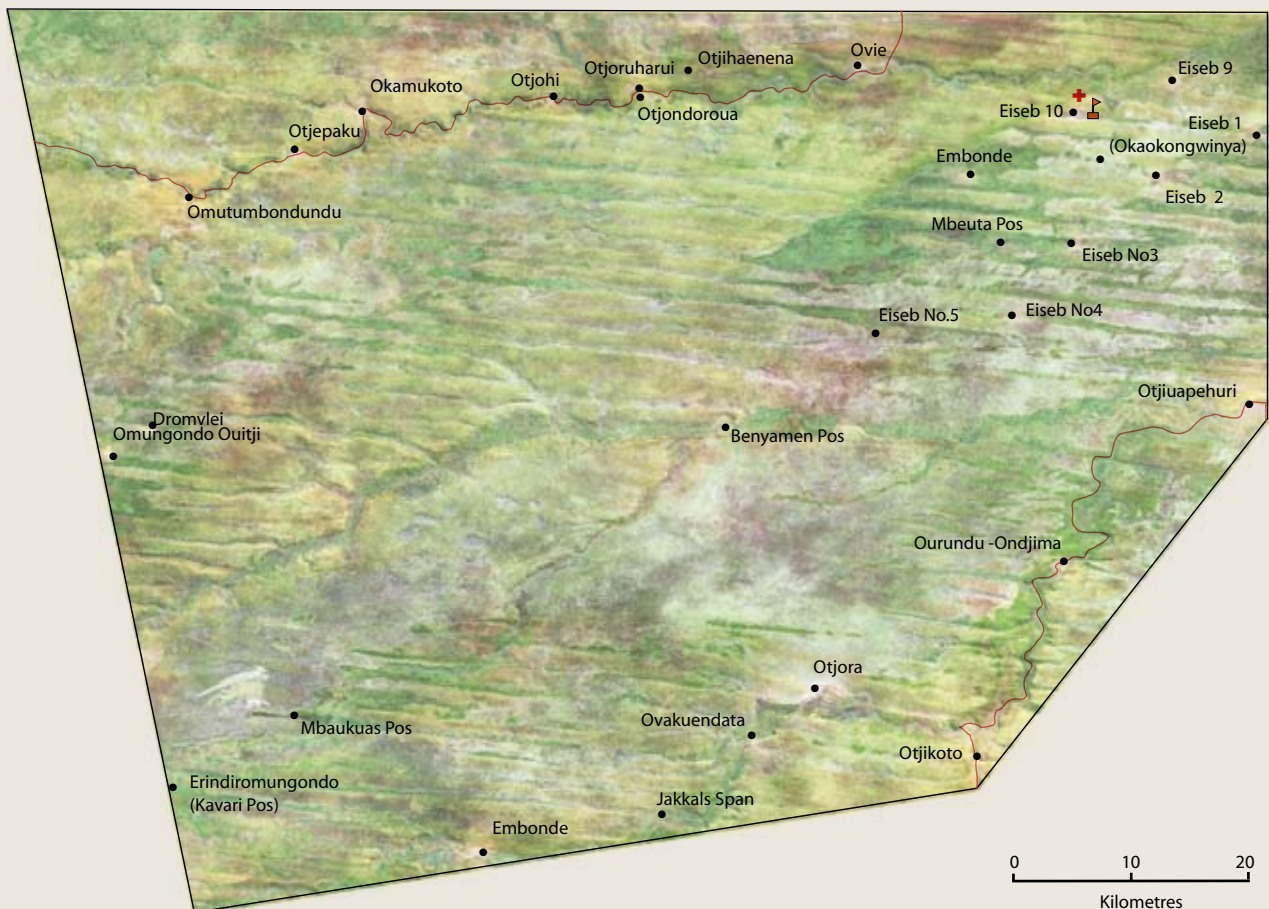 Ovie
Otjihaenena
Otjoruharui
Eiseb 9
Otjohi
Okamukoto
Otjondoroua
Eiseb 10
Eiseb 1
(Okaokongwinya)
Otjepaku
Embonde
Eiseb  2
Omutumbondundu
Mbeuta Pos
Eiseb No3
Eiseb No.5
Eiseb No4
Otjiuapehuri
Dromvlei
Omungondo Ouitji
Benyamen Pos
Ourundu -Ondjima
Otjora
Ovakuendata
Mbaukuas Pos
Otjikoto
Erindiromungondo
(Kavari Pos)
Jakkals Span
Embonde
0 10 20
Kilometres